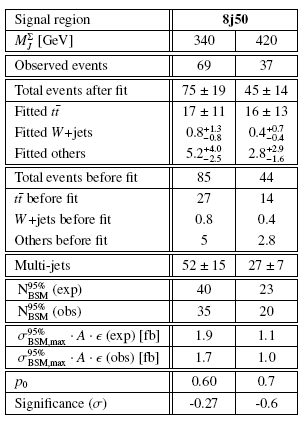 Signal region 8j50
M_J^Σ [GeV] 340 420
Observed events 69 37
Total events after fit 75 ± 19 45 ± 14
Fitted tt̄ 17 ± 11 16 ± 13
Fitted W+jets 0.8^{+1.3}_{−0.8} 0.4^{+0.7}_{−0.4}
Fitted others 5.2^{+4.0}_{−2.5} 2.8^{+2.9}_{−1.6}
Total events before fit 85 44
tt̄ before fit 27 14
W+jets before fit 0.8 0.4
Others before fit 5 2.8
Multi-jets 52 ± 15 27 ± 7
N^{95%}_{BSM} (exp) 40 23
N^{95%}_{BSM} (obs) 35 20
σ^{95%}_{BSM,max} · A · ϵ (exp) [fb] 1.9 1.1
σ^{95%}_{BSM,max} · A · ϵ (obs) [fb] 1.7 1.0
p_0 0.60 0.7
Significance (σ) -0.27 -0.6